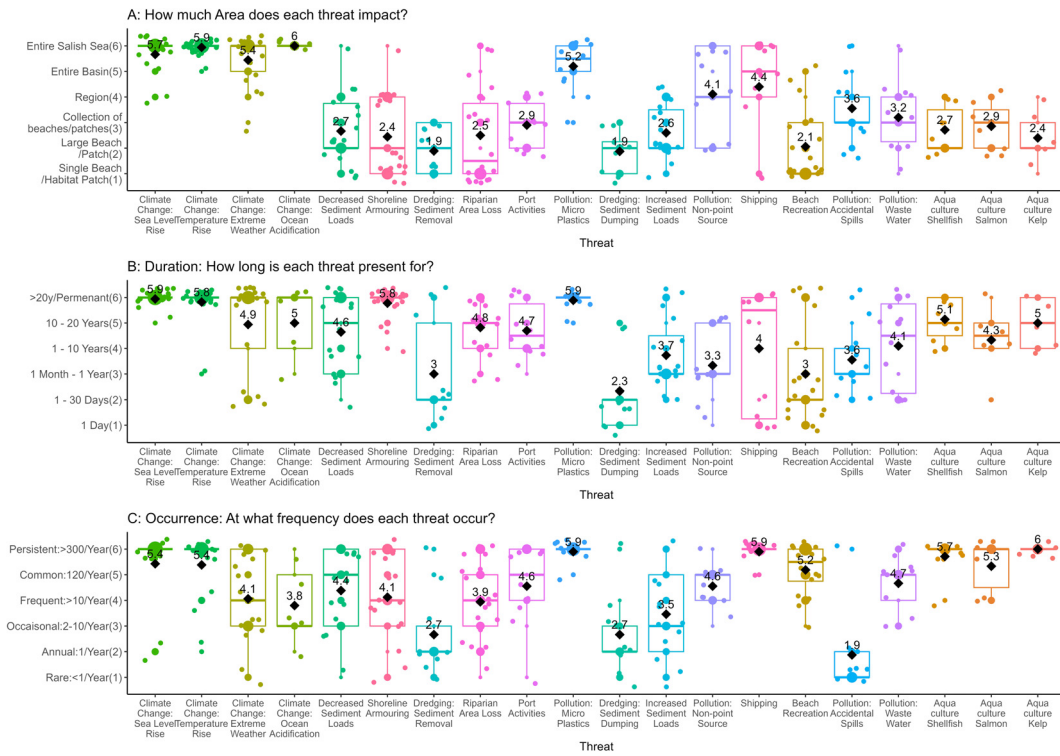 A: How much Area does each threat impact?
Entire Salish Sea(6)
Entire Basin(5)
Region(4)
Collection of
beaches/patches(3)
Large Beach
/Patch(2)
Single Beach
/Habitat Patch(1)
5.7 5.9 5.4 6 2.7 2.4 1.9 2.5 2.9 5.2 1.9 2.6 4.1 4.4 2.1 3.6 3.2 2.7 2.9 2.4
Climate Climate Climate Climate Decreased Shoreline Dredging: Riparian Port Pollution: Dredging: Increased Pollution: Shipping Beach Pollution: Pollution: Aqua Aqua Aqua
Change: Change: Change: Change: Sediment Armouring Sediment Area Loss Activities Micro Sediment Sediment Non-point Recreation Accidental Waste culture culture culture
Sea Level Temperature Extreme Ocean Loads Removal Plastics Dumping Loads Source Spills Water Shellfish Salmon Kelp
Rise Rise Weather Acidification
Threat
B: Duration: How long is each threat present for?
>20y/Permenant(6)
10 - 20 Years(5)
1 - 10 Years(4)
1 Month - 1 Year(3)
1 - 30 Days(2)
1 Day(1)
5.9 5.8 4.9 5 4.6 5.8 3 4.8 4.7 5.9 2.3 3.7 3.3 4 3 3.6 4.1 5.1 4.3 5
Climate Climate Climate Climate Decreased Shoreline Dredging: Riparian Port Pollution: Dredging: Increased Pollution: Shipping Beach Pollution: Pollution: Aqua Aqua Aqua
Change: Change: Change: Change: Sediment Armouring Sediment Area Loss Activities Micro Sediment Sediment Non-point Recreation Accidental Waste culture culture culture
Sea Level Temperature Extreme Ocean Loads Removal Plastics Dumping Loads Source Spills Water Shellfish Salmon Kelp
Rise Rise Weather Acidification
Threat
C: Occurrence: At what frequency does each threat occur?
Persistent:>300/Year(6)
Common:120/Year(5)
Frequent:>10/Year(4)
Occaisonal:2-10/Year(3)
Annual:1/Year(2)
Rare:<1/Year(1)
5.4 5.4 4.1 3.8 4.4 4.1 2.7 3.9 4.6 5.9 2.7 3.5 4.6 5.9 5.2 1.9 4.7 5.7 5.3 6
Climate Climate Climate Climate Decreased Shoreline Dredging: Riparian Port Pollution: Dredging: Increased Pollution: Shipping Beach Pollution: Pollution: Aqua Aqua Aqua
Change: Change: Change: Change: Sediment Armouring Sediment Area Loss Activities Micro Sediment Sediment Non-point Recreation Accidental Waste culture culture culture
Sea Level Temperature Extreme Ocean Loads Removal Plastics Dumping Loads Source Spills Water Shellfish Salmon Kelp
Rise Rise Weather Acidification
Threat